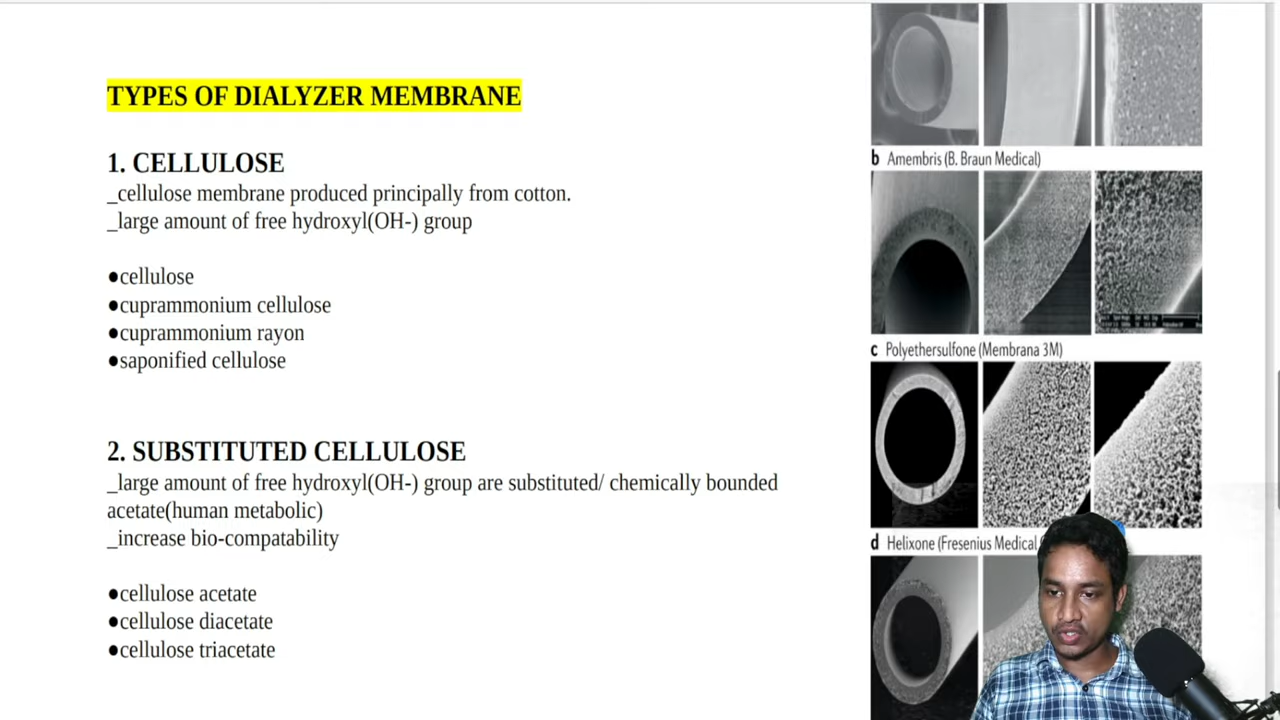 TYPES OF DIALYZER MEMBRANE
1. CELLULOSE
_cellulose membrane produced principally from cotton.
_large amount of free hydroxyl(OH-) group
●cellulose
●cuprammonium cellulose
●cuprammonium rayon
●saponified cellulose
2. SUBSTITUTED CELLULOSE
_large amount of free hydroxyl(OH-) group are substituted/ chemically bounded
acetate(human metabolic)
_increase bio-compatability
●cellulose acetate
●cellulose diacetate
●cellulose triacetate
b Amembris (B. Braun Medical)
c Polyethersulfone (Membrana 3M)
d Helixone (Fresenius Medical